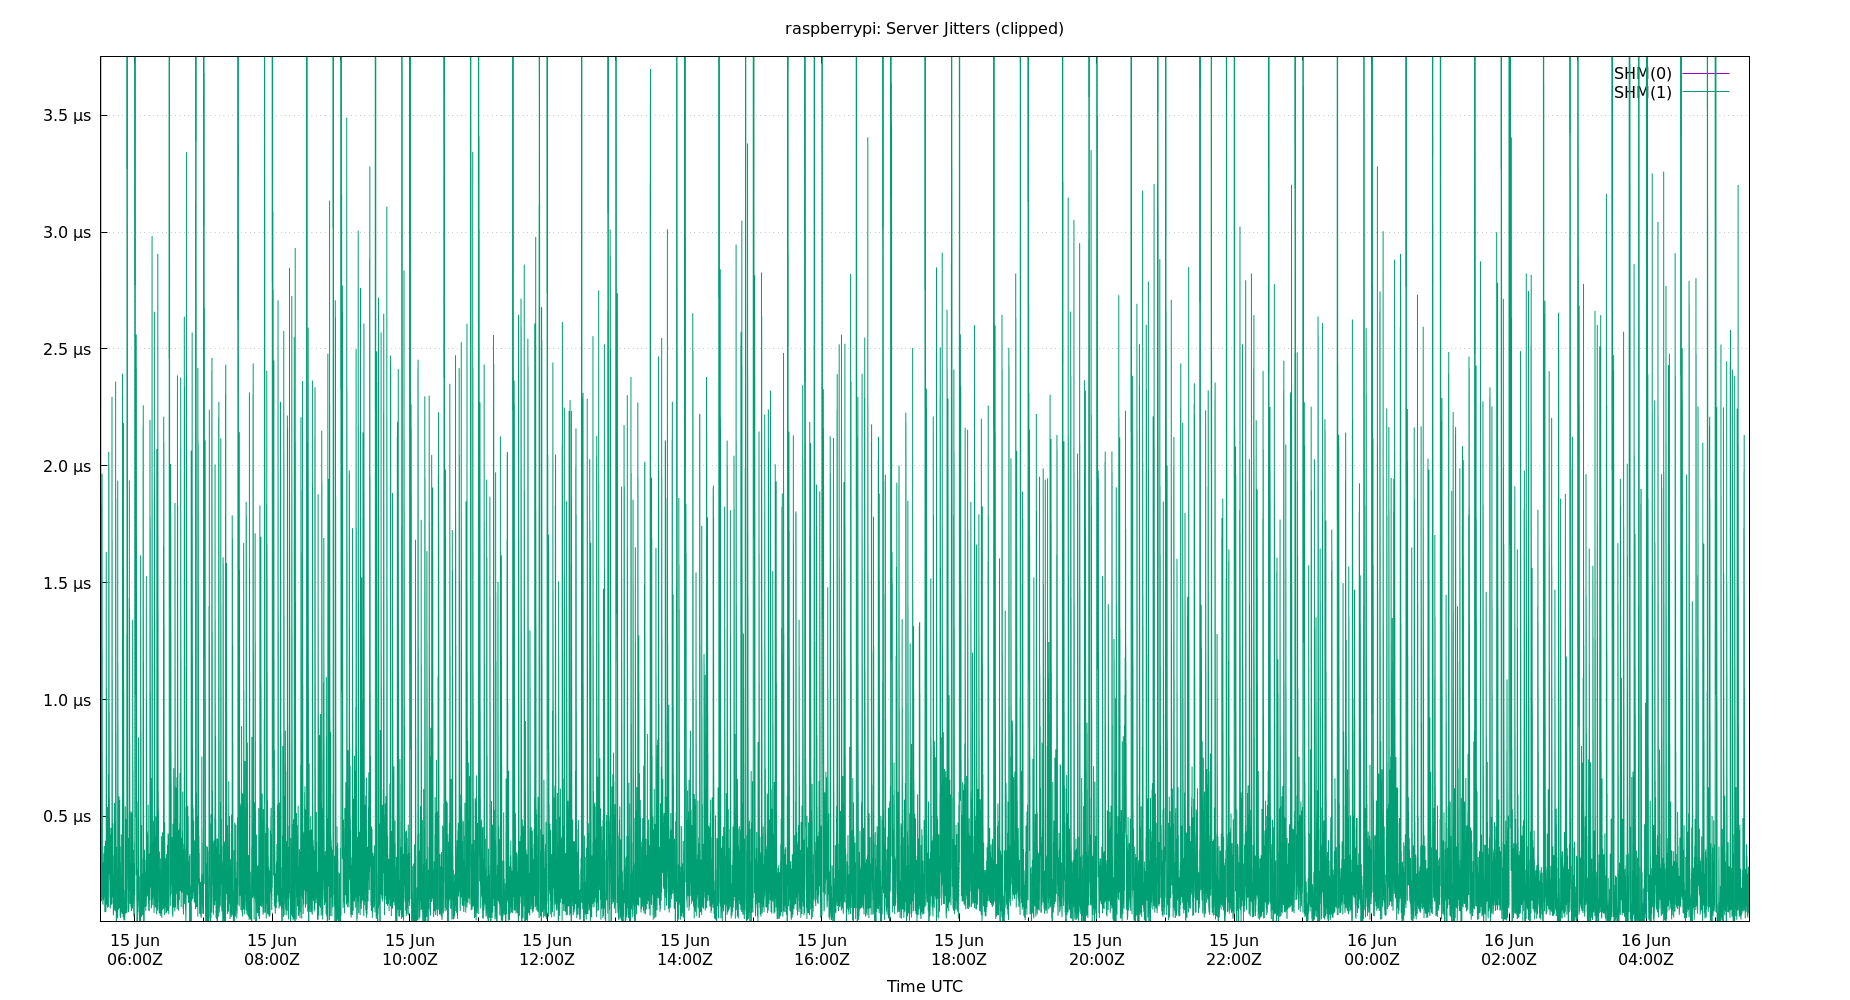 raspberrypi: Server Jitters (clipped)
SHM(0)
SHM(1)
3.5 µs
3.0 µs
2.5 µs
2.0 µs
1.5 µs
1.0 µs
0.5 µs
15 Jun 15 Jun 15 Jun 15 Jun 15 Jun 15 Jun 15 Jun 15 Jun 15 Jun 16 Jun 16 Jun 16 Jun
06:00Z 08:00Z 10:00Z 12:00Z 14:00Z 16:00Z 18:00Z 20:00Z 22:00Z 00:00Z 02:00Z 04:00Z
Time UTC